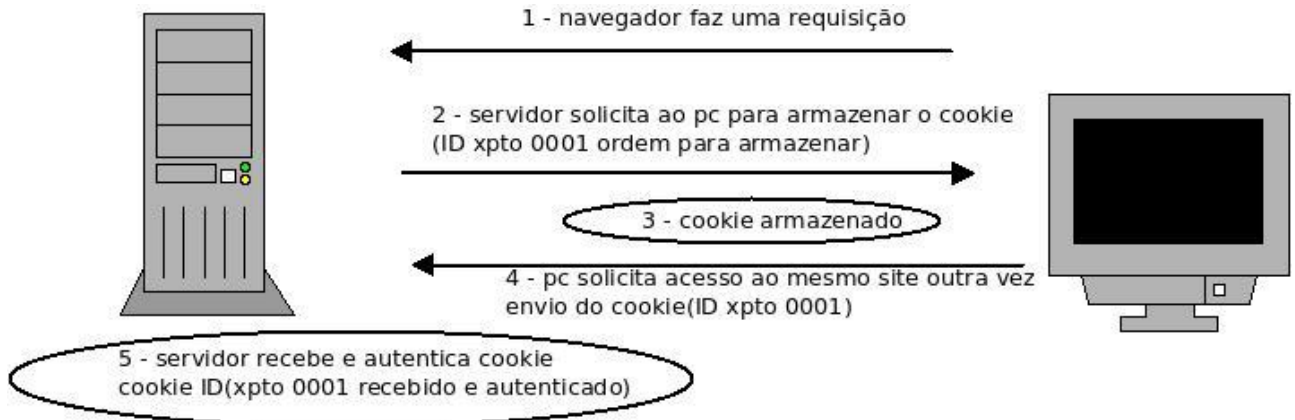 1 - navegador faz uma requisição
2 - servidor solicita ao pc para armazenar o cookie
(ID xpto 0001 ordem para armazenar)
3 - cookie armazenado
4 - pc solicita acesso ao mesmo site outra vez
envio do cookie(ID xpto 0001)
5 - servidor recebe e autentica cookie
cookie ID(xpto 0001 recebido e autenticado)